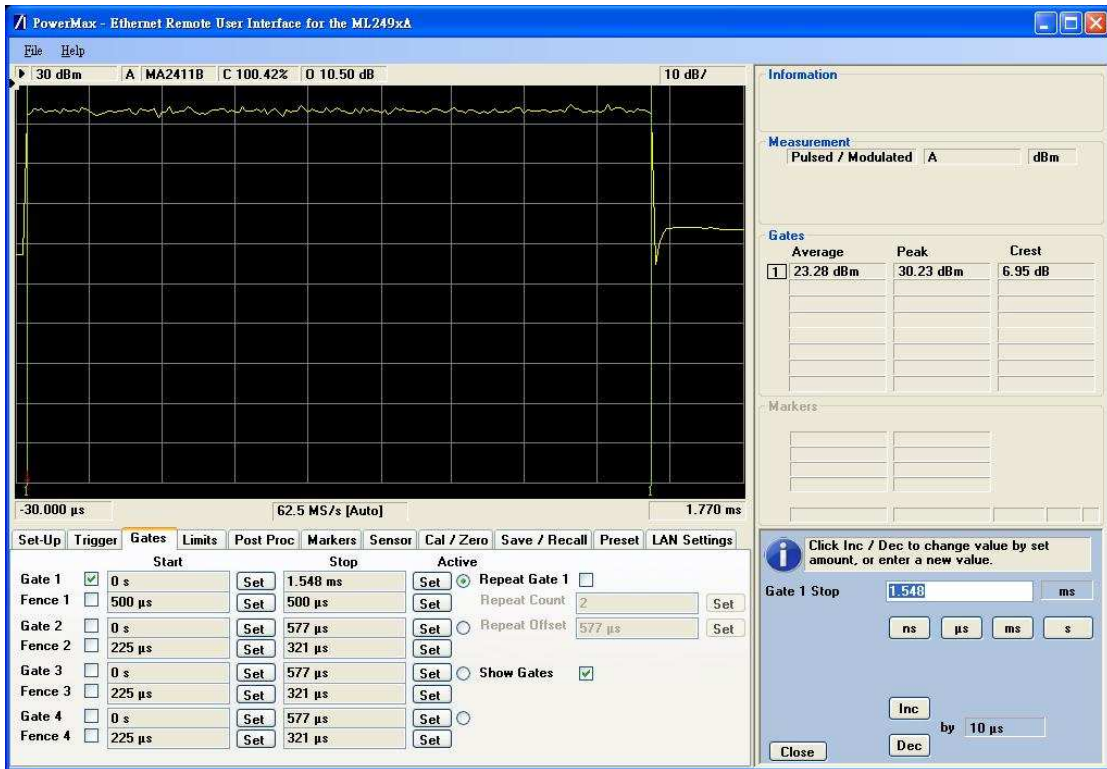 PowerMax - Ethernet Remote User Interface for the ML249xA
File Help
30 dBm A MA2411B C 100.42% O 10.50 dB 10 dB/
1 1
-30.000 µs 62.5 MS/s [Auto] 1.770 ms
Set-Up Trigger Gates Limits Post Proc Markers Sensor Cal / Zero Save / Recall Preset LAN Settings
Start Stop Active
Gate 1 0 s Set 1.548 ms Set Repeat Gate 1
Fence 1 500 µs Set 500 µs Set Repeat Count 2 Set
Gate 2 0 s Set 577 µs Set Repeat Offset 577 µs Set
Fence 2 225 µs Set 321 µs Set
Gate 3 0 s Set 577 µs Set Show Gates
Fence 3 225 µs Set 321 µs Set
Gate 4 0 s Set 577 µs Set
Fence 4 225 µs Set 321 µs Set
Information
Measurement
Pulsed / Modulated A dBm
Gates
Average Peak Crest
1 23.28 dBm 30.23 dBm 6.95 dB
Markers
Click Inc / Dec to change value by set
amount, or enter a new value.
Gate 1 Stop 1.548 ms
ns µs ms s
Inc
by 10 µs
Dec
Close